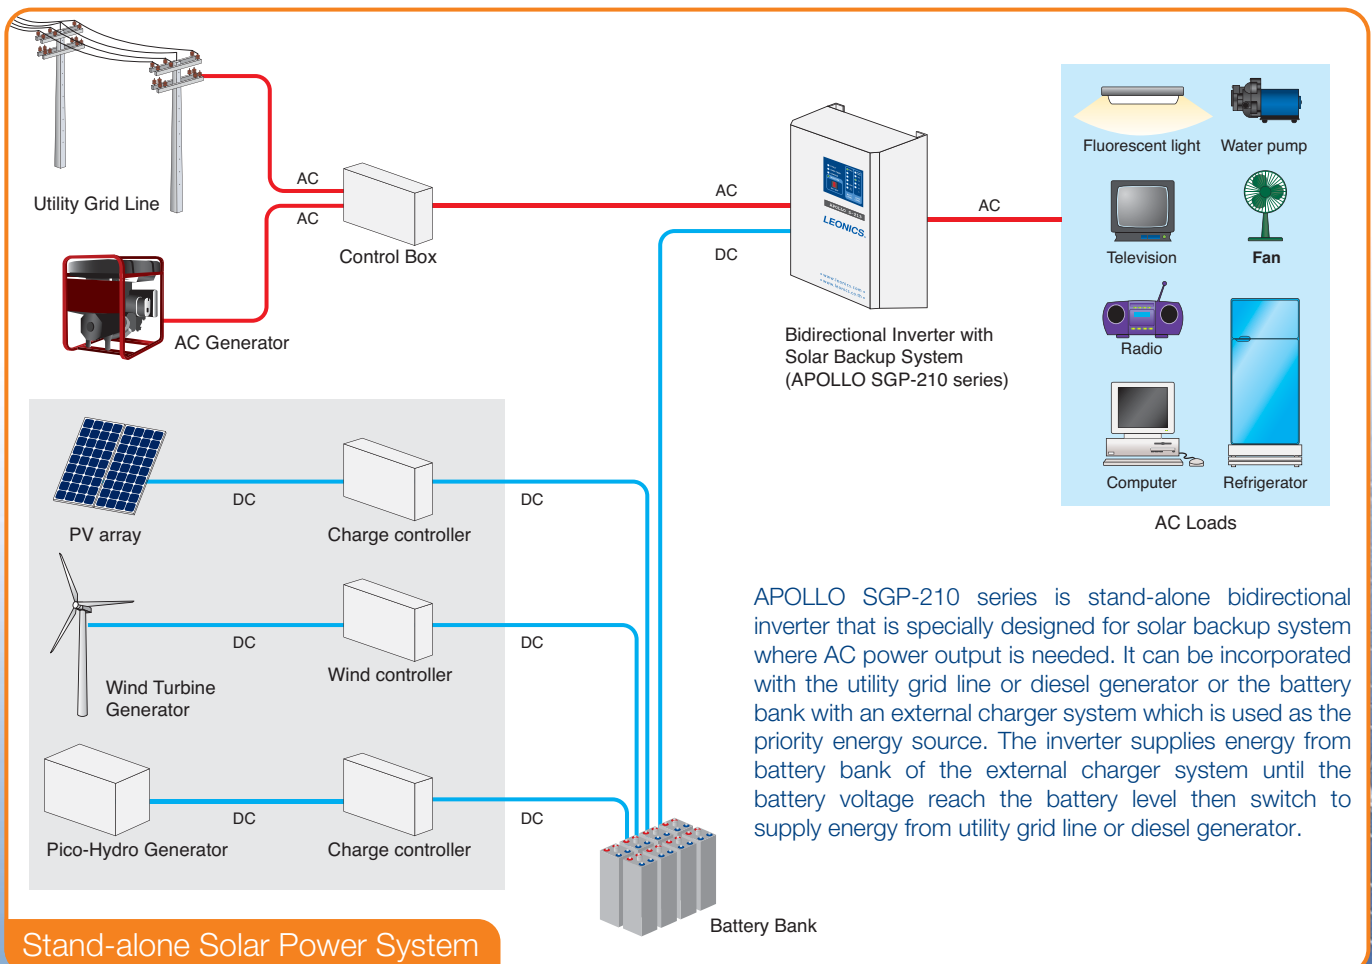 AC
AC
Utility Grid Line
Control Box
AC Generator
AC
DC
LEONICS.
AC
Bidirectional Inverter with
Solar Backup System
(APOLLO SGP-210 series)
Fluorescent light
Water pump
Television
Fan
Radio
Computer
Refrigerator
AC Loads
DC
DC
PV array
Charge controller
DC
DC
Wind Turbine
Generator
Wind controller
DC
DC
Pico-Hydro Generator
Charge controller
Battery Bank
APOLLO SGP-210 series is stand-alone bidirectional
inverter that is specially designed for solar backup system
where AC power output is needed. It can be incorporated
with the utility grid line or diesel generator or the battery
bank with an external charger system which is used as the
priority energy source. The inverter supplies energy from
battery bank of the external charger system until the
battery voltage reach the battery level then switch to
supply energy from utility grid line or diesel generator.
Stand-alone Solar Power System